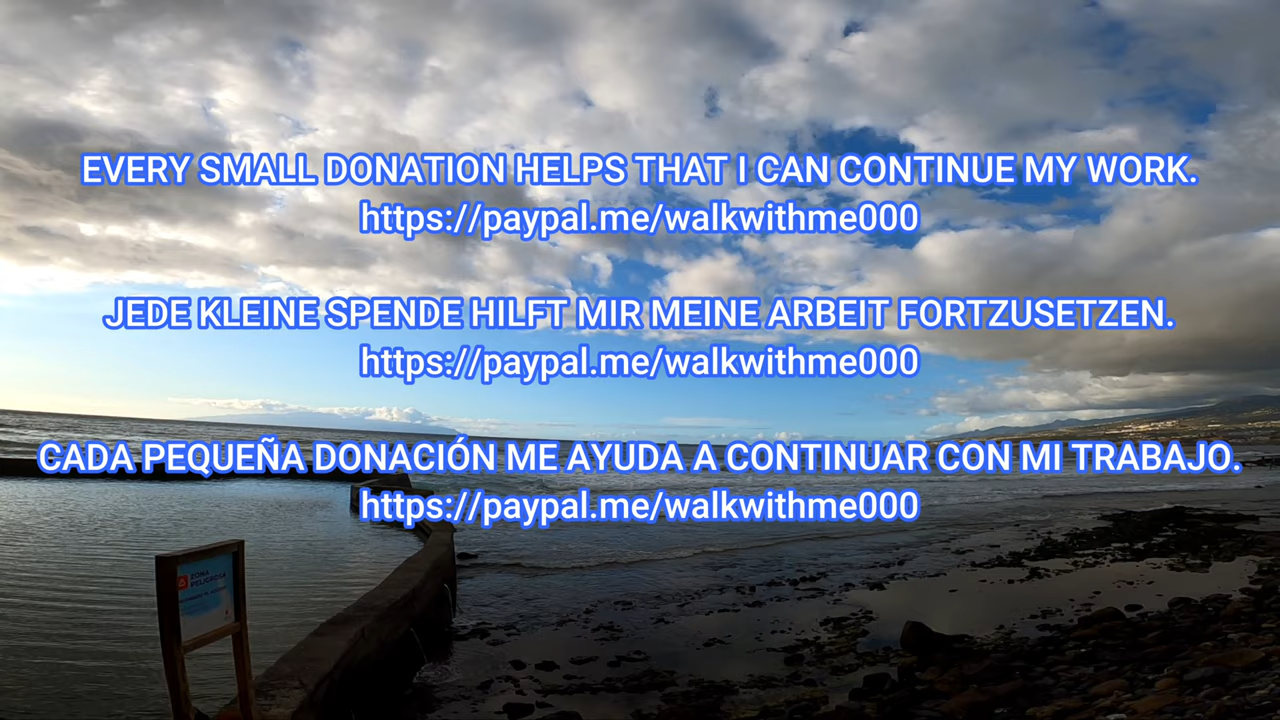 EVERY SMALL DONATION HELPS THAT I CAN CONTINUE MY WORK.
https://paypal.me/walkwithme000
JEDE KLEINE SPENDE HILFT MIR MEINE ARBEIT FORTZUSETZEN.
https://paypal.me/walkwithme000
CADA PEQUEÑA DONACIÓN ME AYUDA A CONTINUAR CON MI TRABAJO.
https://paypal.me/walkwithme000
ZONA
PELIGROSA